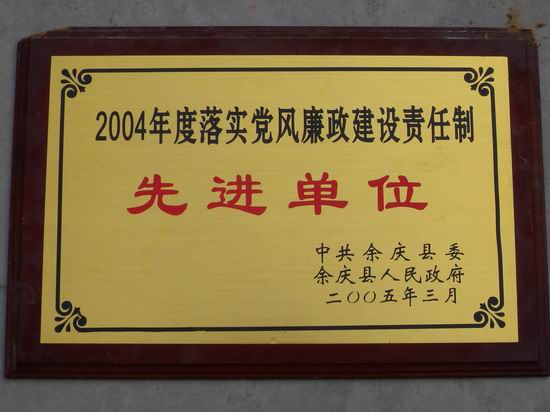 2004年度落实党风廉政建设责任制
先进单位
中共余庆县委
余庆县人民政府
二〇〇五年三月